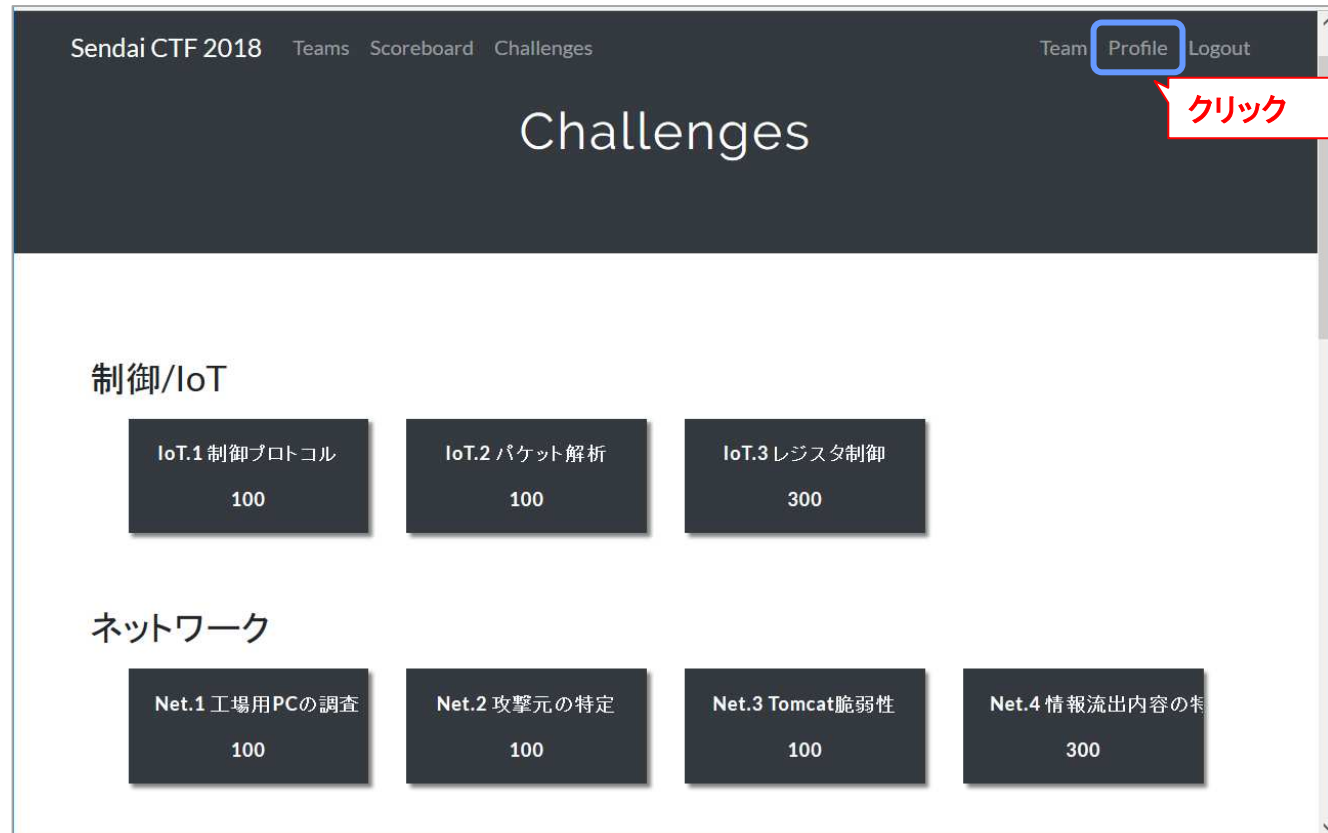 Sendai CTF 2018 Teams Scoreboard Challenges Team Profile Logout
クリック
Challenges
制御/IoT
IoT.1 制御プロトコル IoT.2 パケット解析 IoT.3 レジスタ制御
100 100 300
ネットワーク
Net.1 工場用PCの調査 Net.2 攻撃元の特定 Net.3 Tomcat脆弱性 Net.4 情報流出内容の
100 100 100 300